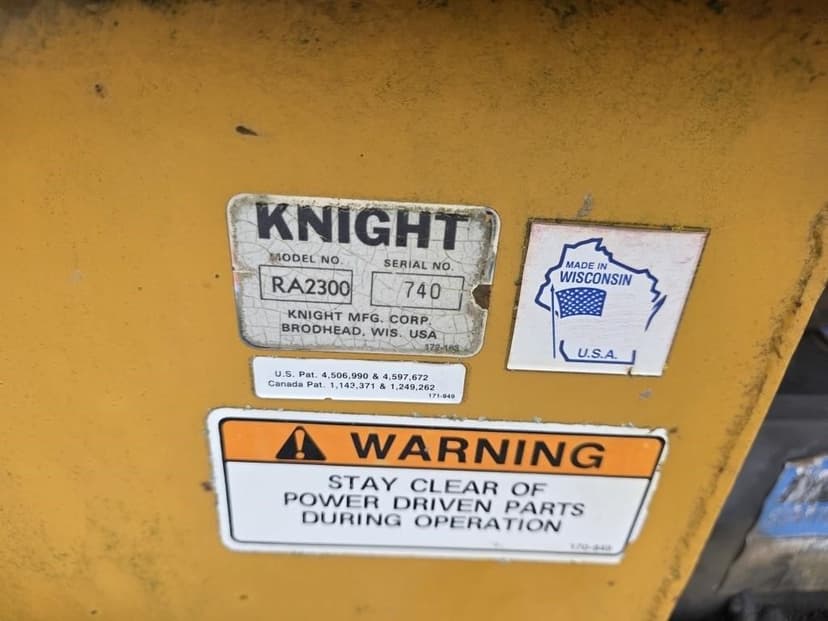 KNIGHT
MODEL NO. SERIAL NO.
RA2300 740
KNIGHT MFG. CORP.
BRODHEAD, WIS. USA
MADE IN
WISCONSIN
U.S.A.
U.S. Pat. 4,506,990 & 4,597,672
Canada Pat. 1,143,371 & 1,249,262
171-949
WARNING
STAY CLEAR OF
POWER DRIVEN PARTS
DURING OPERATION